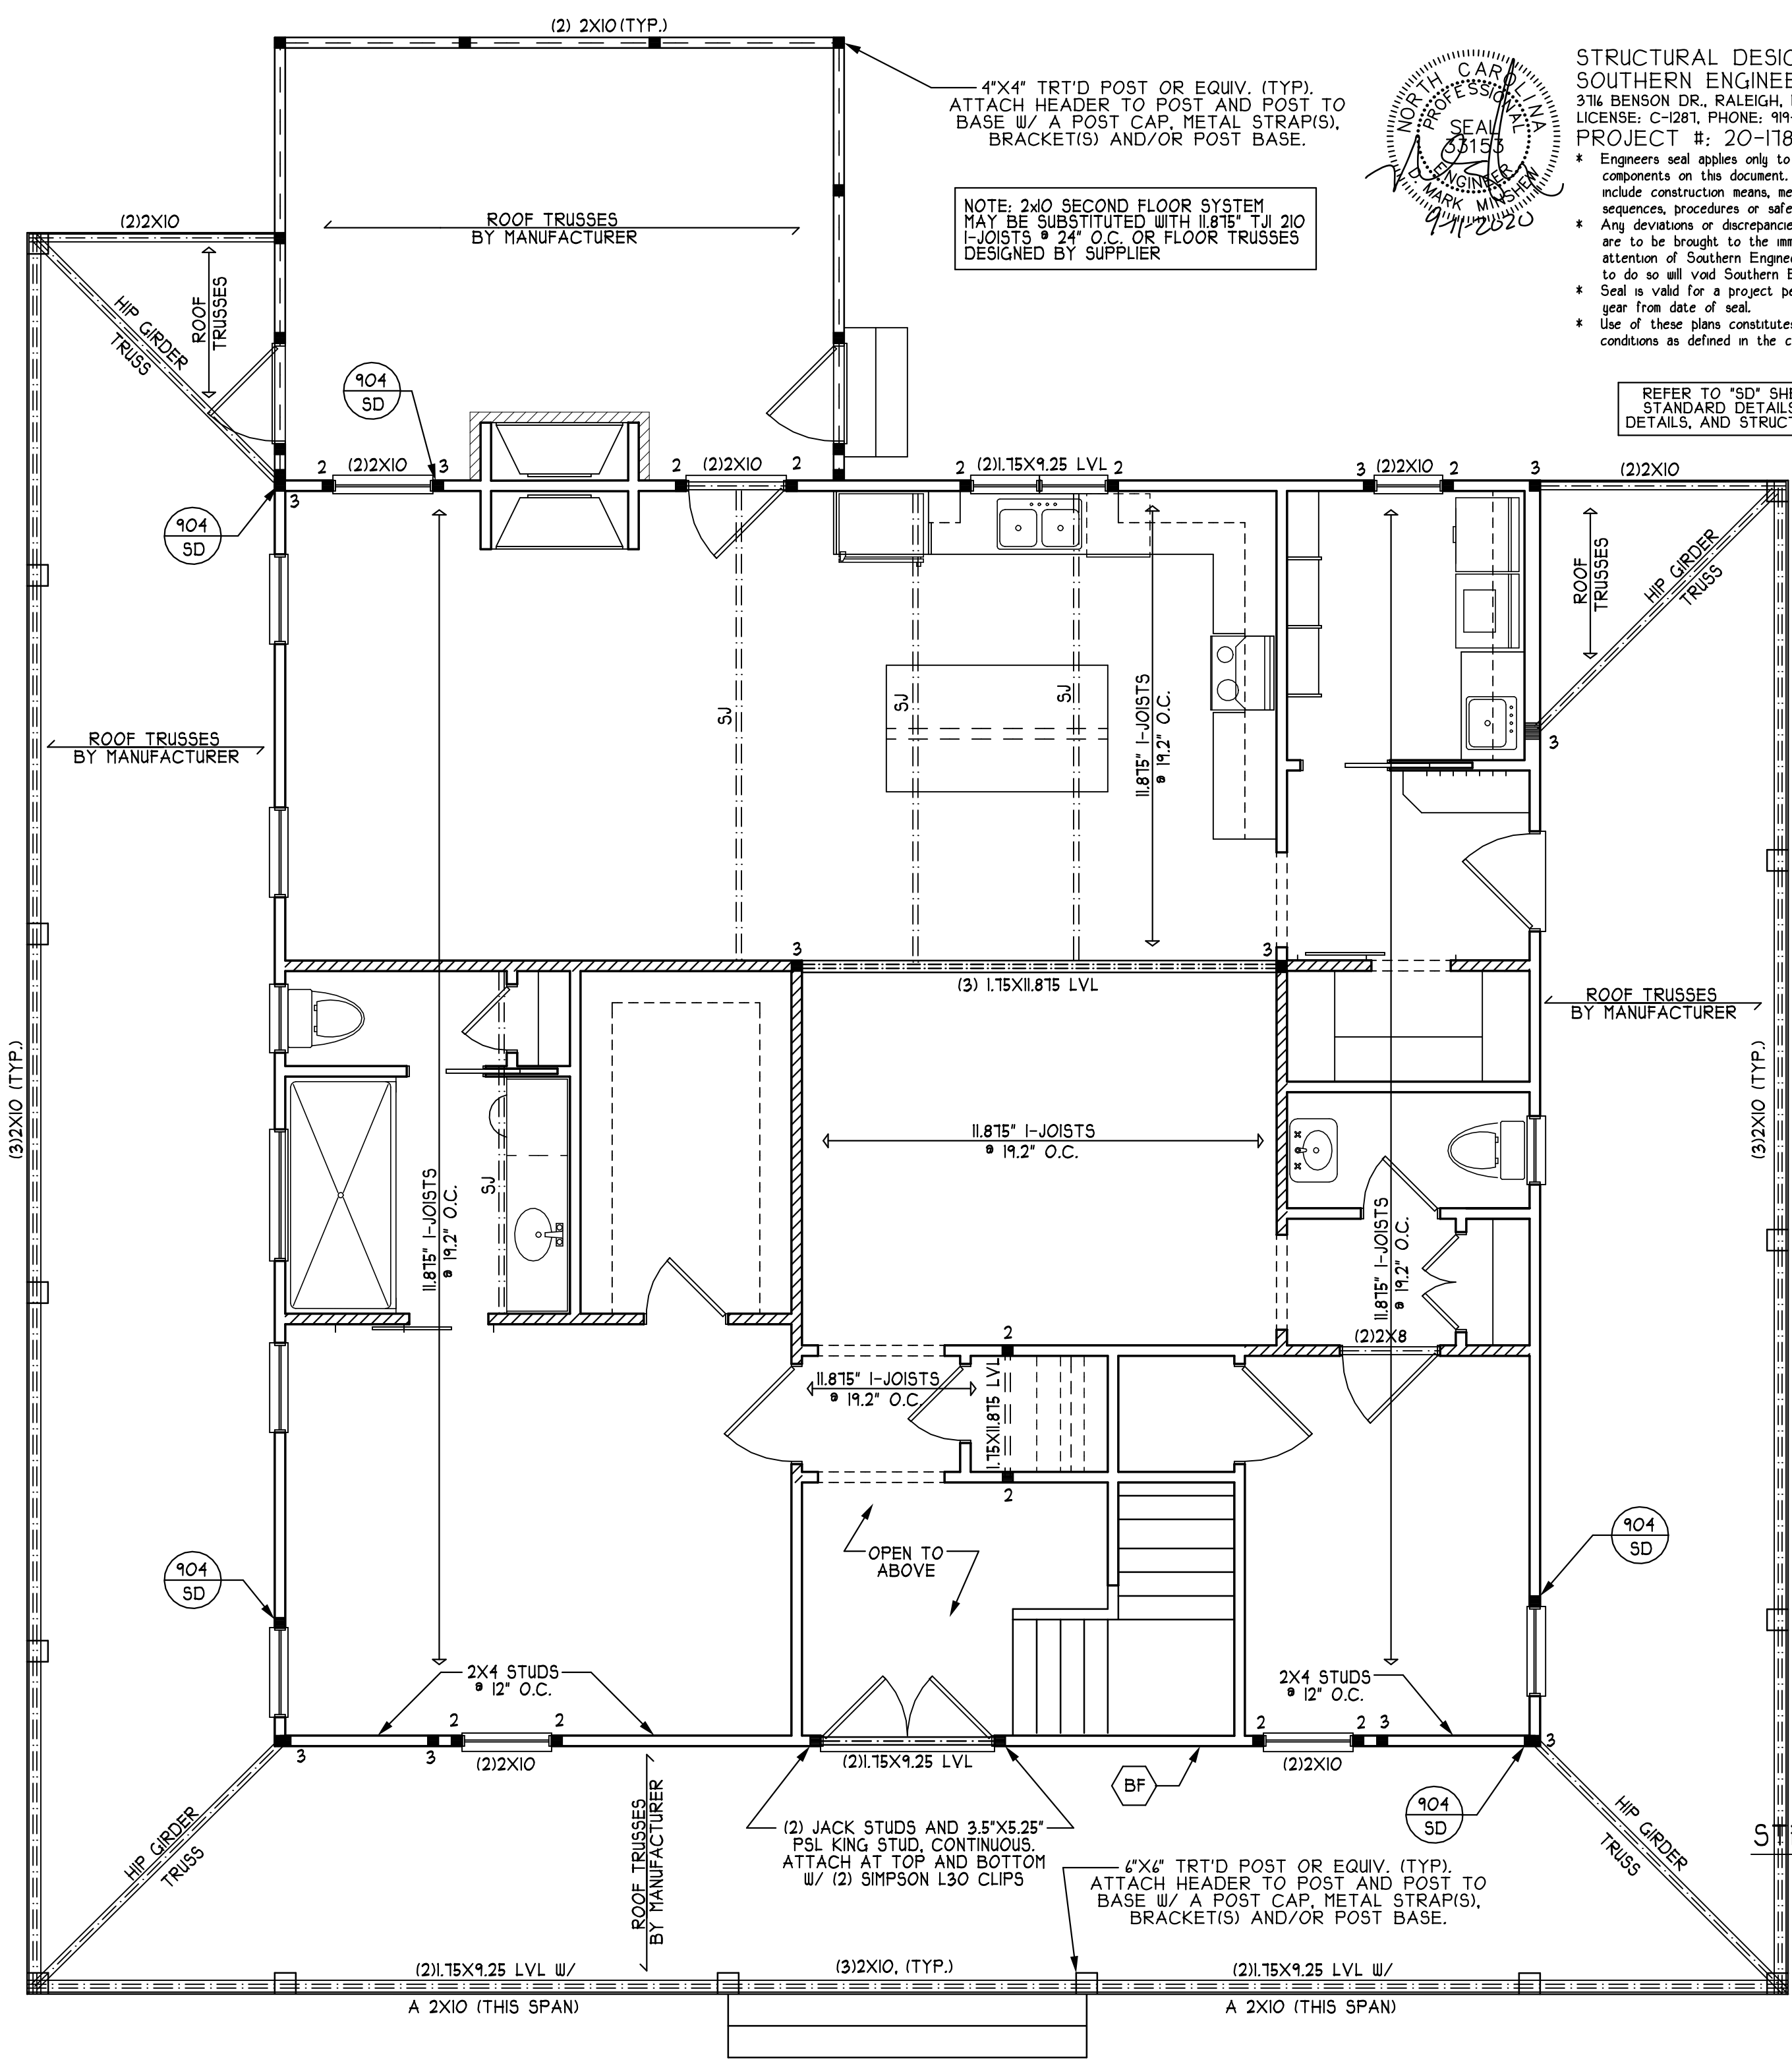 (2) 2X10(TYP.)
4"X4" TRT'D POST OR EQUIV. (TYP).
ATTACH HEADER TO POST AND POST TO
BASE W/ A POST CAP, METAL STRAP(S),
BRACKET(S) AND/OR POST BASE.
NORTH CAROLINA
PROFESSIONAL
SEAL
33153
ENGINEER
D. MARK MINSHEW
9-11-2020
STRUCTURAL DESIG
SOUTHERN ENGINEE
3716 BENSON DR., RALEIGH,
LICENSE: C-1287, PHONE: 919-
PROJECT #: 20-178
* Engineers seal applies only to
components on this document.
include construction means, me
sequences, procedures or safe
* Any deviations or discrepancie
are to be brought to the imm
attention of Southern Enginee
to do so will void Southern E
* Seal is valid for a project pe
year from date of seal.
* Use of these plans constitutes
conditions as defined in the c
NOTE: 2x10 SECOND FLOOR SYSTEM
MAY BE SUBSTITUTED WITH 11.875" TJI 210
I-JOISTS @ 24" O.C. OR FLOOR TRUSSES
DESIGNED BY SUPPLIER
REFER TO "SD" SHE
STANDARD DETAILS
DETAILS, AND STRUCT
(2)2X10
ROOF TRUSSES
BY MANUFACTURER
ROOF
TRUSSES
HIP GIRDER
TRUSS
904
SD
2
(2)2X10
3
2
(2)2X10
2
2
(2)1.75X9.25 LVL
2
3
(2)2X10
2
3
(2)2X10
3
904
SD
ROOF
TRUSSES
HIP GIRDER
TRUSS
3
SJ
SJ
SJ
11.875" I-JOISTS
@ 19.2" O.C.
ROOF TRUSSES
BY MANUFACTURER
3
3
(3) 1.75X11.875 LVL
ROOF TRUSSES
BY MANUFACTURER
(3)2X10 (TYP.)
(3)2X10 (TYP.)
11.875" I-JOISTS
@ 19.2" O.C.
SJ
11.875" I-JOISTS
@ 19.2" O.C.
11.875" I-JOISTS
@ 19.2" O.C.
(2)2X8
2
11.875" I-JOISTS
@ 19.2" O.C.
1.75X11.875 LVL
2
OPEN TO
ABOVE
904
SD
904
SD
2X4 STUDS
@ 12" O.C.
2X4 STUDS
@ 12" O.C.
3
3
2
2
(2)2X10
(2)1.75X9.25 LVL
2
2
3
(2)2X10
3
BF
904
SD
HIP GIRDER
TRUSS
ROOF TRUSSES
BY MANUFACTURER
(2) JACK STUDS AND 3.5"X5.25"
PSL KING STUD, CONTINUOUS.
ATTACH AT TOP AND BOTTOM
W/ (2) SIMPSON L30 CLIPS
6"X6" TRT'D POST OR EQUIV. (TYP).
ATTACH HEADER TO POST AND POST TO
BASE W/ A POST CAP, METAL STRAP(S),
BRACKET(S) AND/OR POST BASE.
HIP GIRDER
TRUSS
ST
(2)1.75X9.25 LVL W/
A 2X10 (THIS SPAN)
(3)2X10, (TYP.)
(2)1.75X9.25 LVL W/
A 2X10 (THIS SPAN)